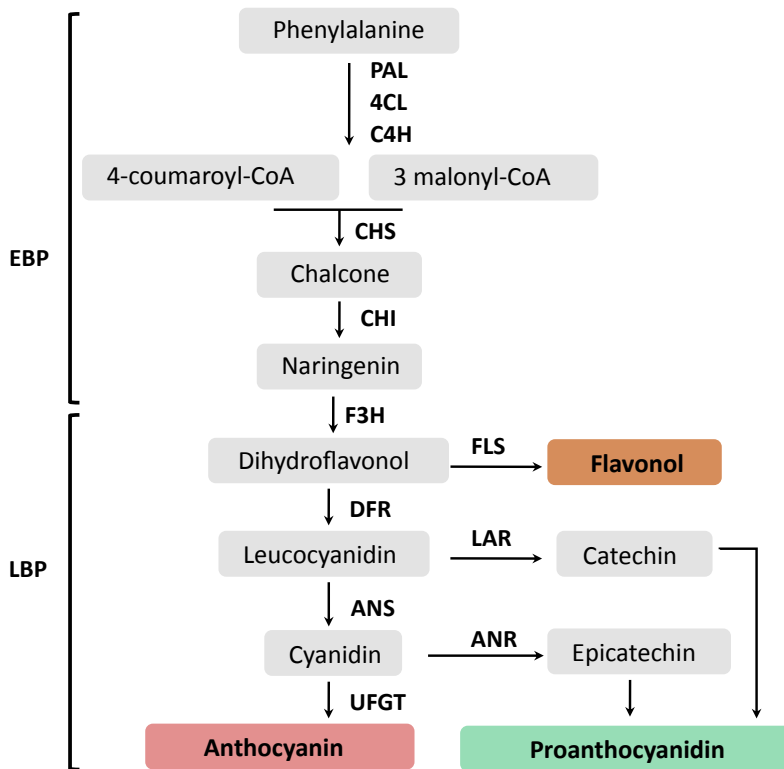 Phenylalanine
PAL
4CL
C4H
4-coumaroyl-CoA
3 malonyl-CoA
CHS
EBP
Chalcone
CHI
Naringenin
F3H
Dihydroflavonol
FLS
Flavonol
DFR
Leucocyanidin
LAR
Catechin
LBP
ANS
Cyanidin
ANR
Epicatechin
UFGT
Anthocyanin
Proanthocyanidin